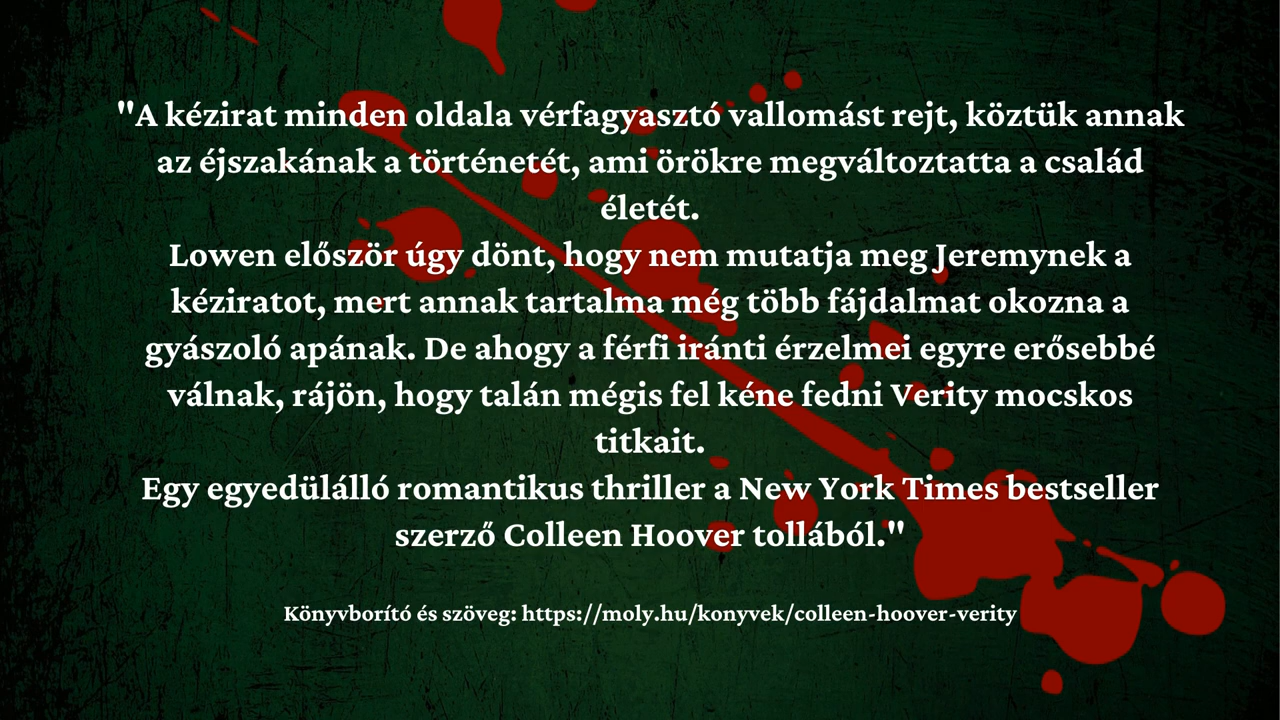 "A kézirat minden oldala vérfagyasztó vallomást rejt, köztük annak
az éjszakának a történetét, ami örökre megváltoztatta a család
életét.
Lowen először úgy dönt, hogy nem mutatja meg Jeremynek a
kéziratot, mert annak tartalma még több fájdalmat okozna a
gyászoló apának. De ahogy a férfi iránti érzelmei egyre erősebbé
válnak, rájön, hogy talán mégis fel kéne fedni Verity mocskos
titkait.
Egy egyedülálló romantikus thriller a New York Times bestseller
szerző Colleen Hoover tollából."
Könyvborító és szöveg: https://moly.hu/konyvek/colleen-hoover-verity